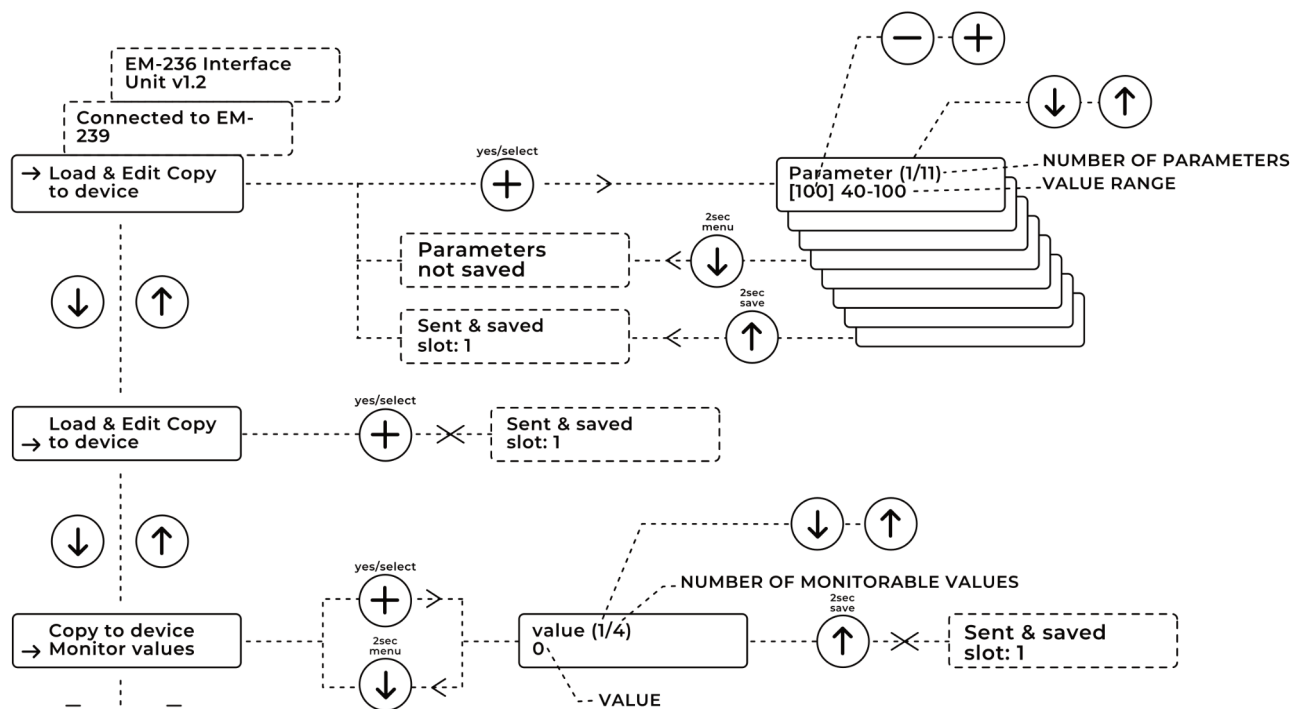 EM-236 Interface
Unit v1.2
Connected to EM-
239
→ Load & Edit Copy
to device
yes/select
Parameter (1/11)
[100] 40-100
NUMBER OF PARAMETERS
VALUE RANGE
2sec
menu
Parameters
not saved
2sec
save
Sent & saved
slot: 1
Load & Edit Copy
→ to device
yes/select
Sent & saved
slot: 1
Copy to device
→ Monitor values
yes/select
2sec
menu
NUMBER OF MONITORABLE VALUES
value (1/4)
0
VALUE
2sec
save
Sent & saved
slot: 1